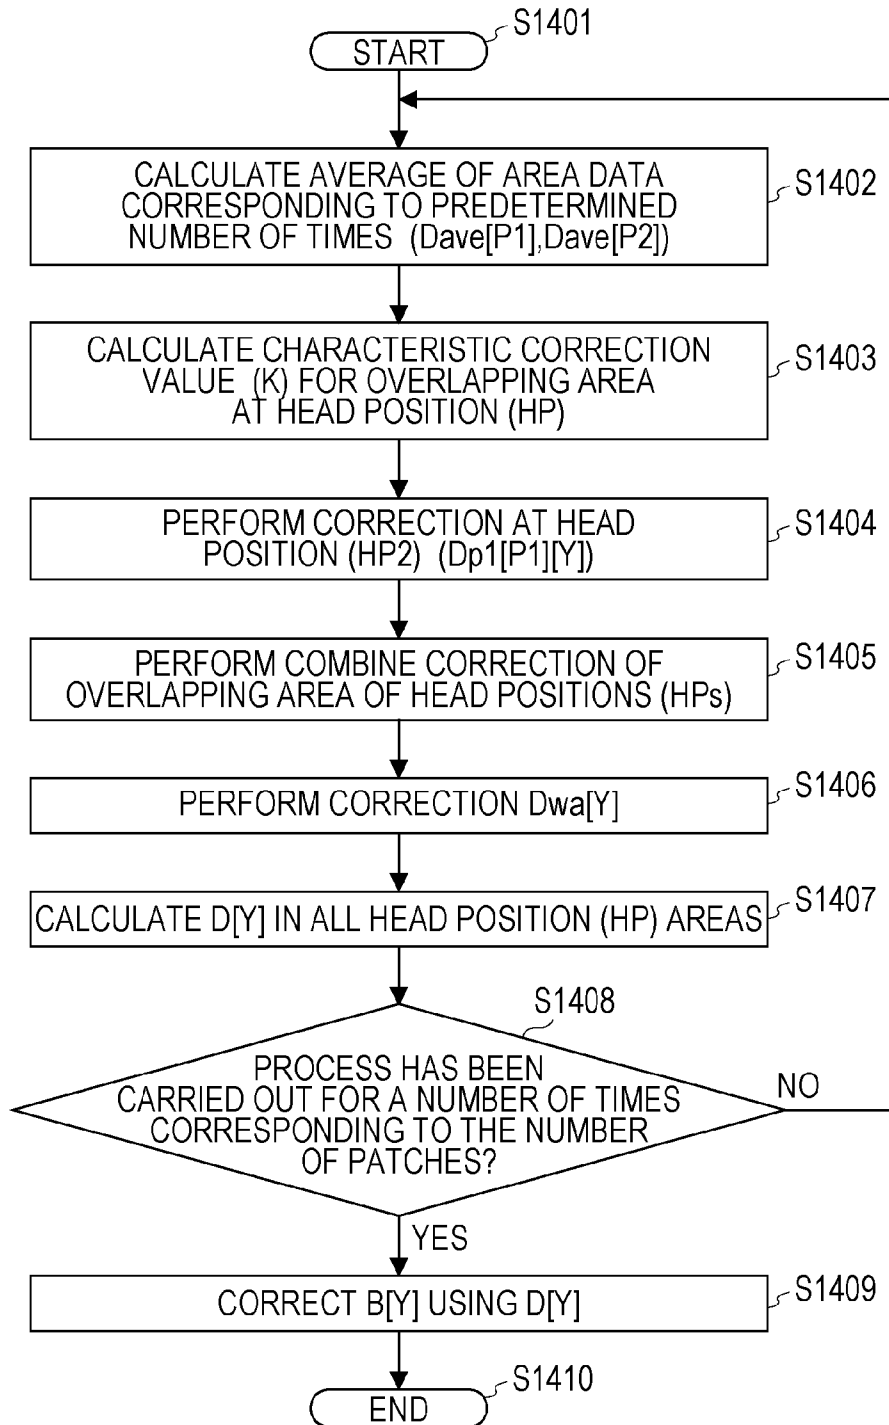 S1401
START
CALCULATE AVERAGE OF AREA DATA
CORRESPONDING TO PREDETERMINED
NUMBER OF TIMES (Dave[P1],Dave[P2])
S1402
CALCULATE CHARACTERISTIC CORRECTION
VALUE (K) FOR OVERLAPPING AREA
AT HEAD POSITION (HP)
S1403
PERFORM CORRECTION AT HEAD
POSITION (HP2) (Dp1[P1][Y])
S1404
PERFORM COMBINE CORRECTION OF
OVERLAPPING AREA OF HEAD POSITIONS (HPs)
S1405
PERFORM CORRECTION Dwa[Y]
S1406
CALCULATE D[Y] IN ALL HEAD POSITION (HP) AREAS
S1407
S1408
PROCESS HAS BEEN
CARRIED OUT FOR A NUMBER OF TIMES
CORRESPONDING TO THE NUMBER
OF PATCHES?
NO
YES
CORRECT B[Y] USING D[Y]
S1409
END
S1410